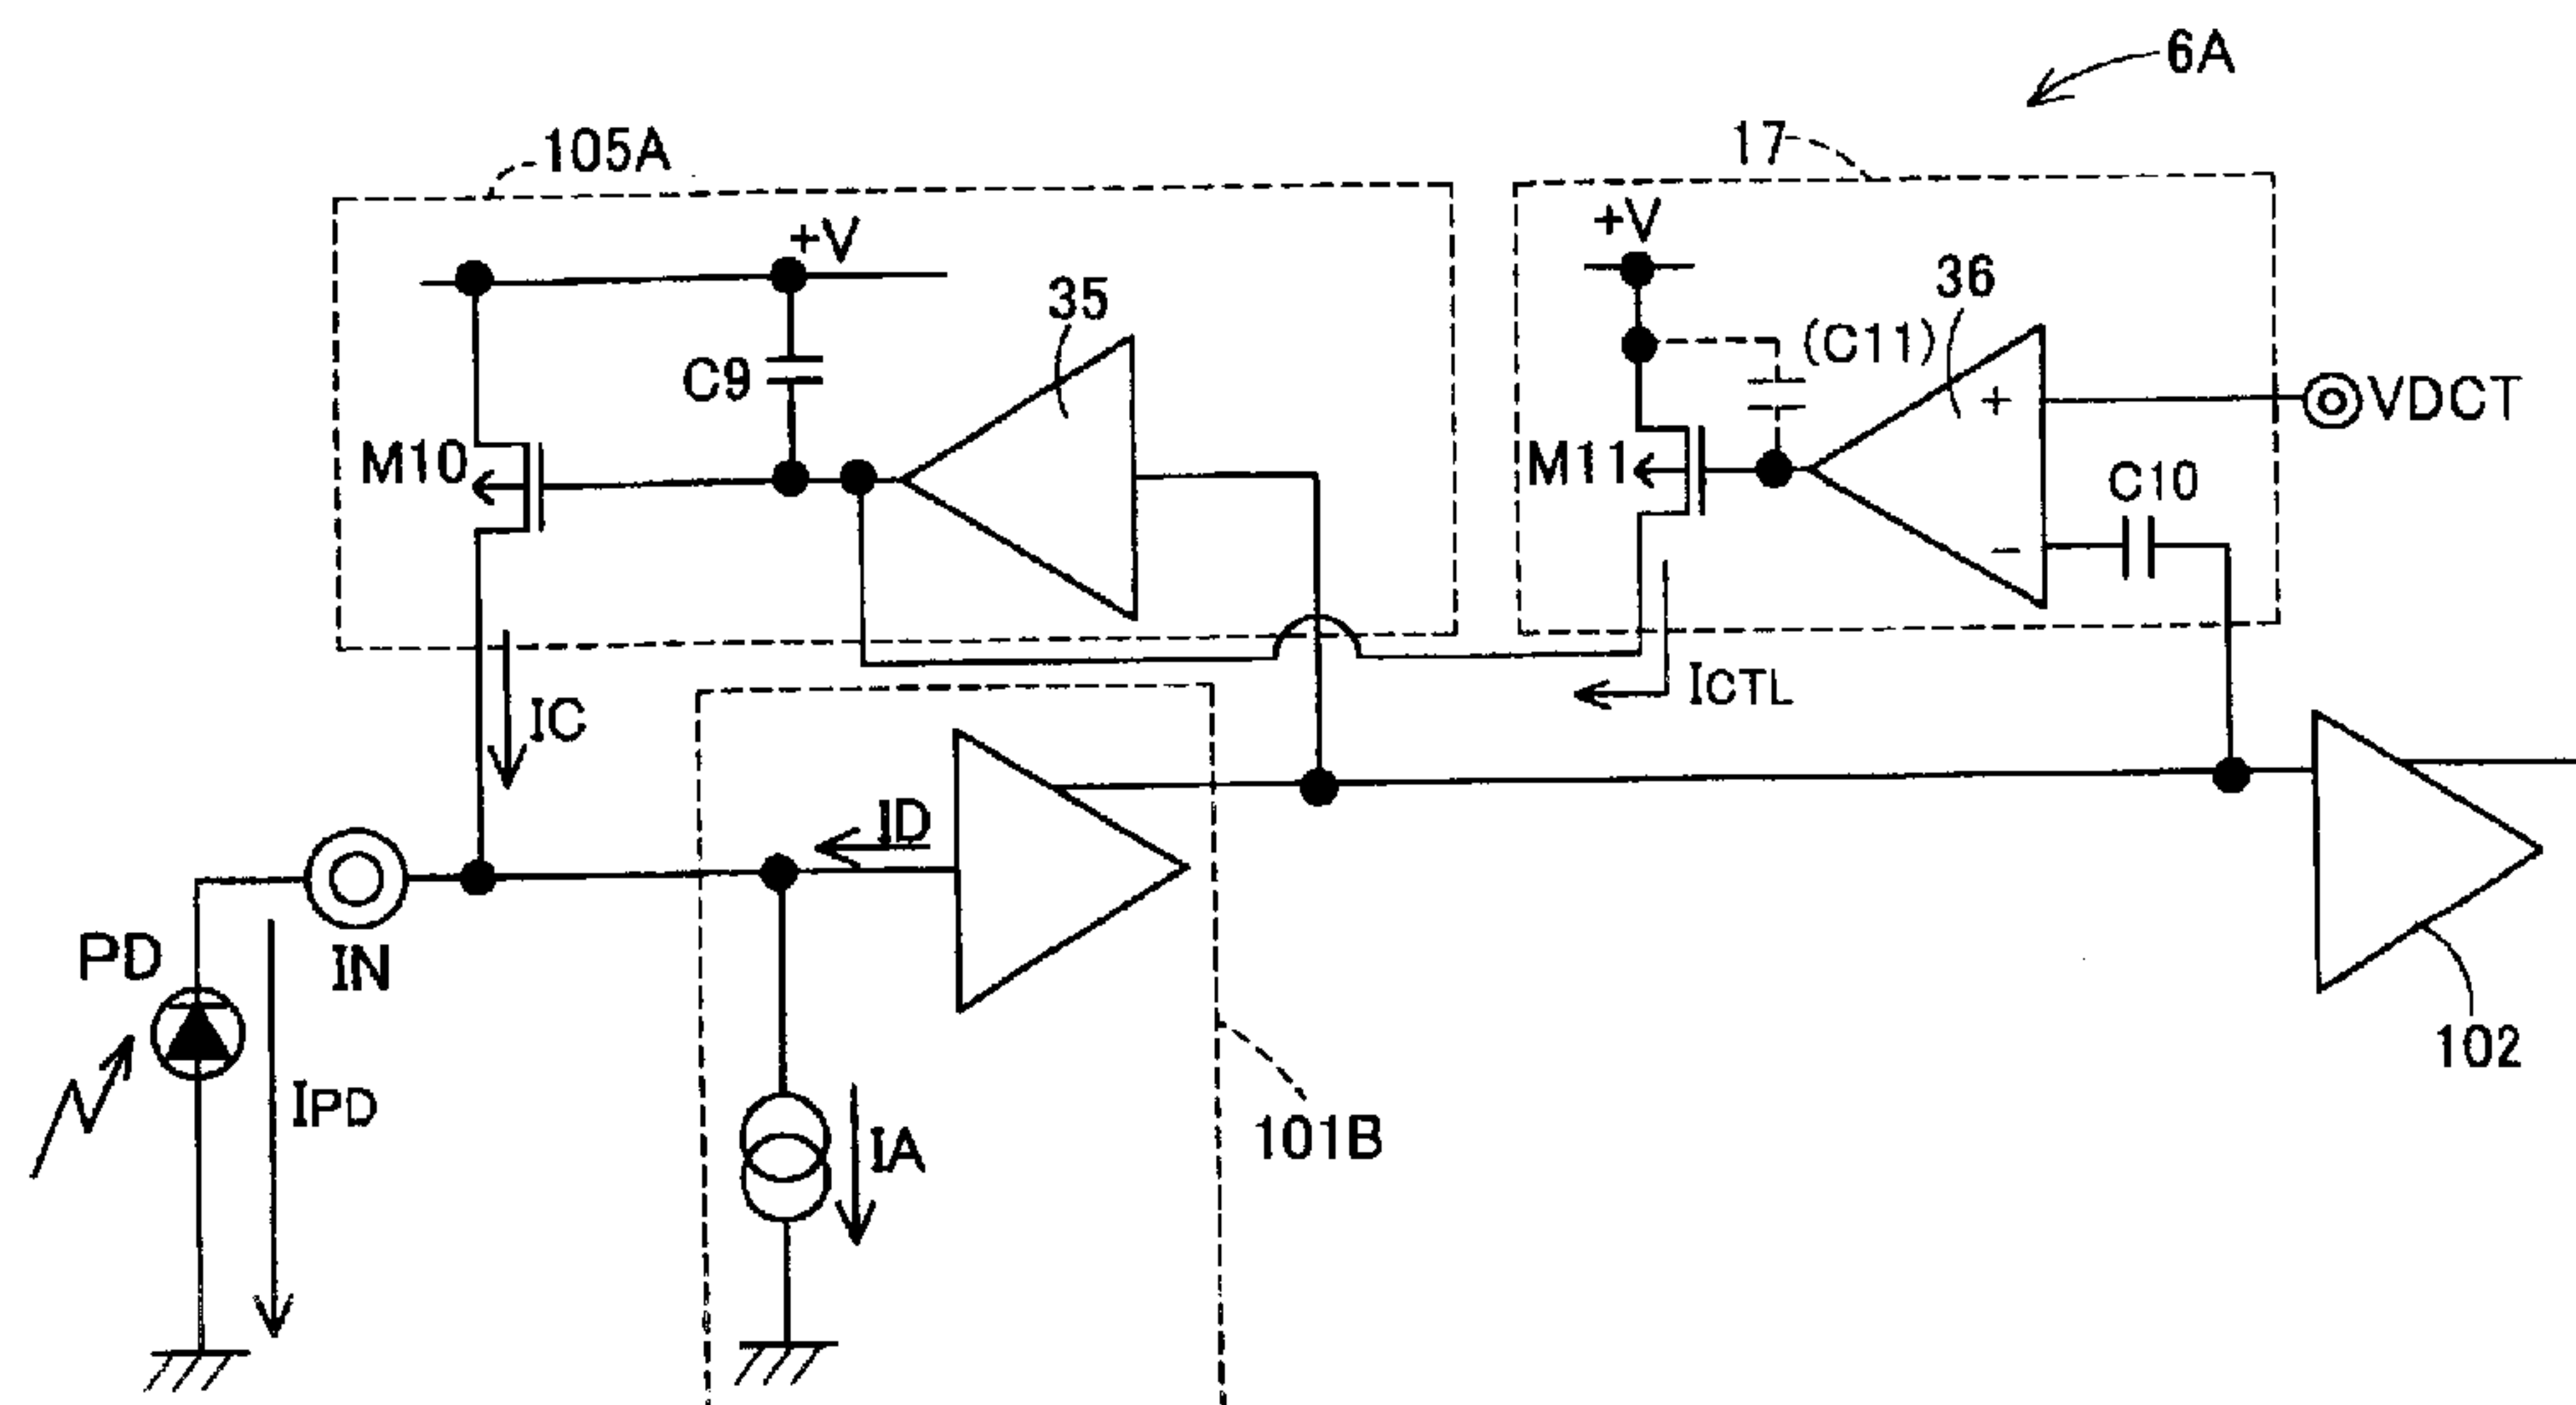 6A
105A
17
+V
+V
35
36
(C11)
C9
+
VDCT
M10
M11
C10
−
IC
ICTL
ID
PD
IN
IPD
IA
101B
102